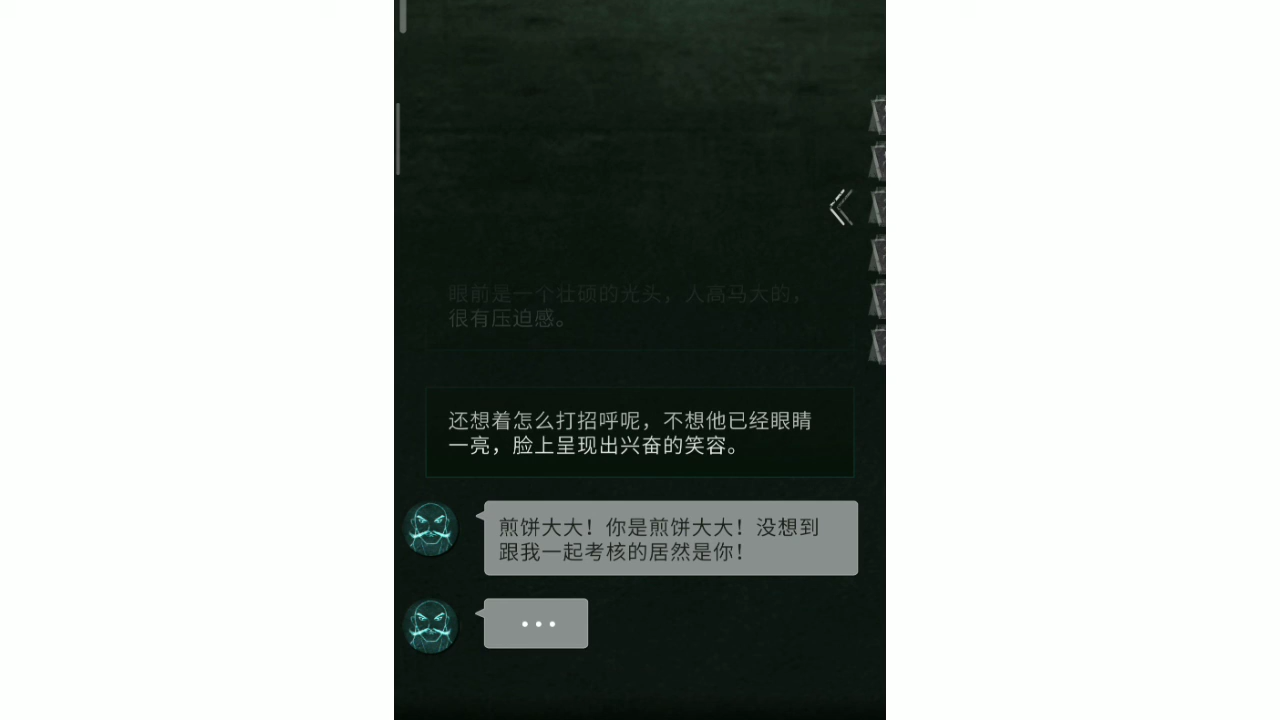 眼前是一个壮硕的光头，人高马大的，
很有压迫感。
还想着怎么打招呼呢，不想他已经眼睛
一亮，脸上呈现出兴奋的笑容。
煎饼大大！你是煎饼大大！没想到
跟我一起考核的居然是你！
•••